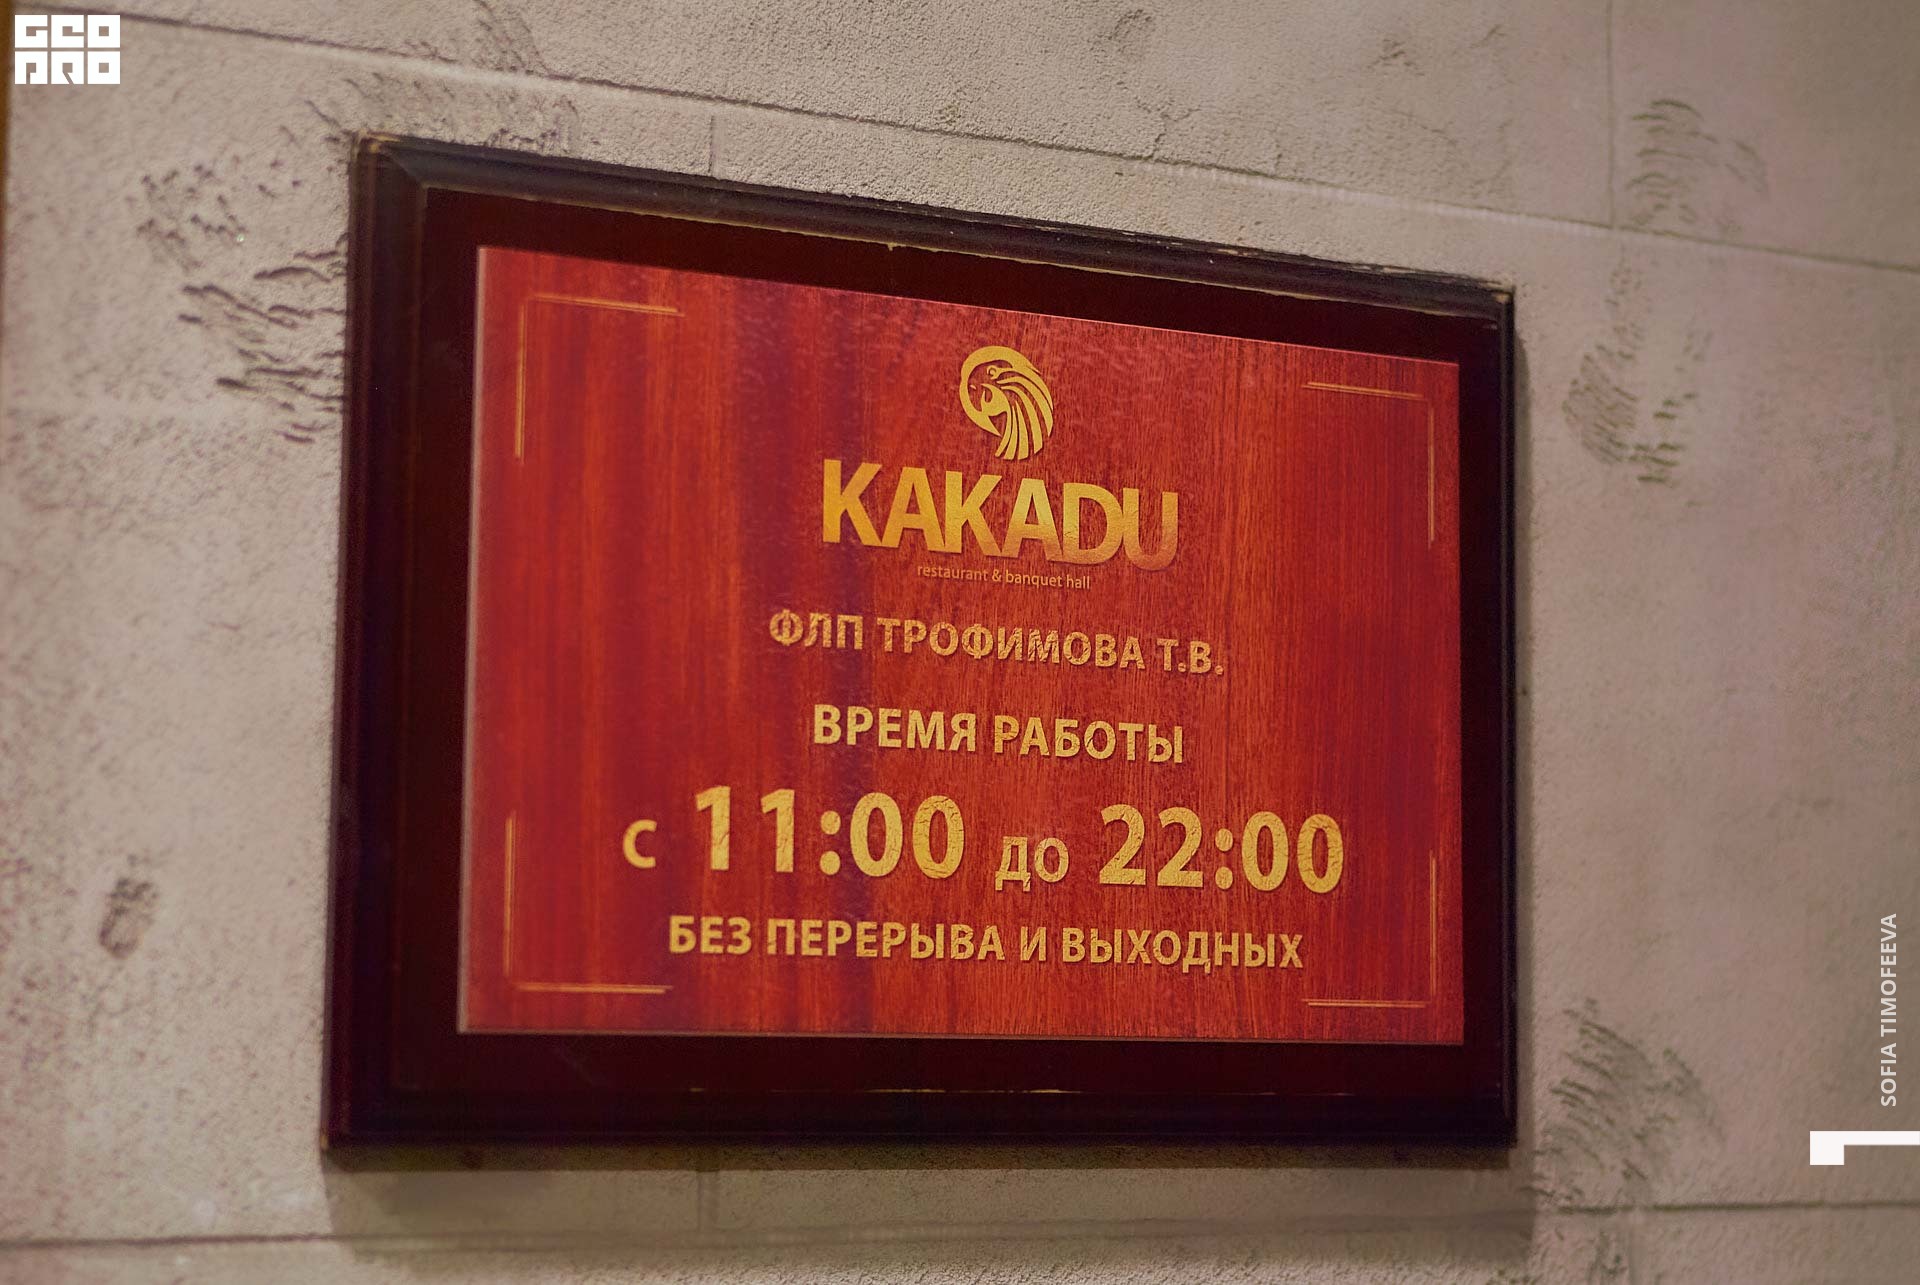 GEO
PRO
KAKADU
restaurant & banquet hall
ФЛП ТРОФИМОВА Т.В.
ВРЕМЯ РАБОТЫ
с 11:00 до 22:00
БЕЗ ПЕРЕРЫВА И ВЫХОДНЫХ
SOFIA TIMOFEEVA